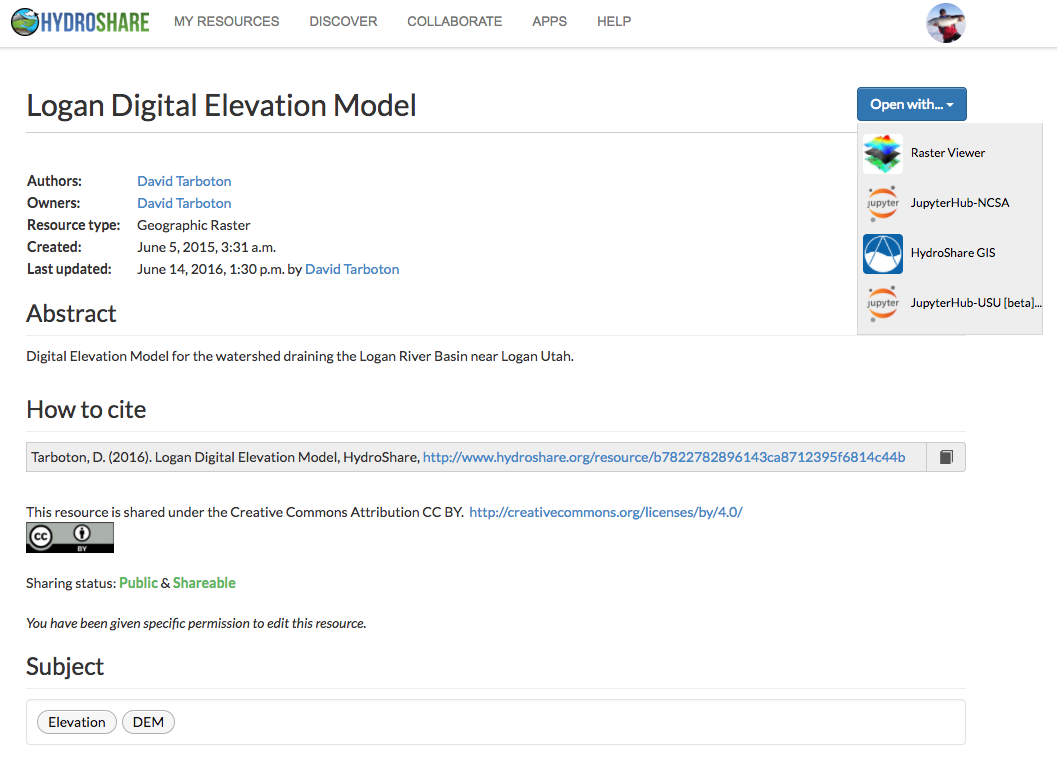 HYDROSHARE MY RESOURCES DISCOVER COLLABORATE APPS HELP
Logan Digital Elevation Model
Open with...
Raster Viewer
jupyter JupyterHub-NCSA
HydroShare GIS
jupyter JupyterHub-USU [beta]...
Authors: David Tarboton
Owners: David Tarboton
Resource type: Geographic Raster
Created: June 5, 2015, 3:31 a.m.
Last updated: June 14, 2016, 1:30 p.m. by David Tarboton
Abstract
Digital Elevation Model for the watershed draining the Logan River Basin near Logan Utah.
How to cite
Tarboton, D. (2016). Logan Digital Elevation Model, HydroShare, http://www.hydroshare.org/resource/b7822782896143ca8712395f6814c44b
This resource is shared under the Creative Commons Attribution CC BY. http://creativecommons.org/licenses/by/4.0/
cc BY
Sharing status: Public & Shareable
You have been given specific permission to edit this resource.
Subject
Elevation DEM